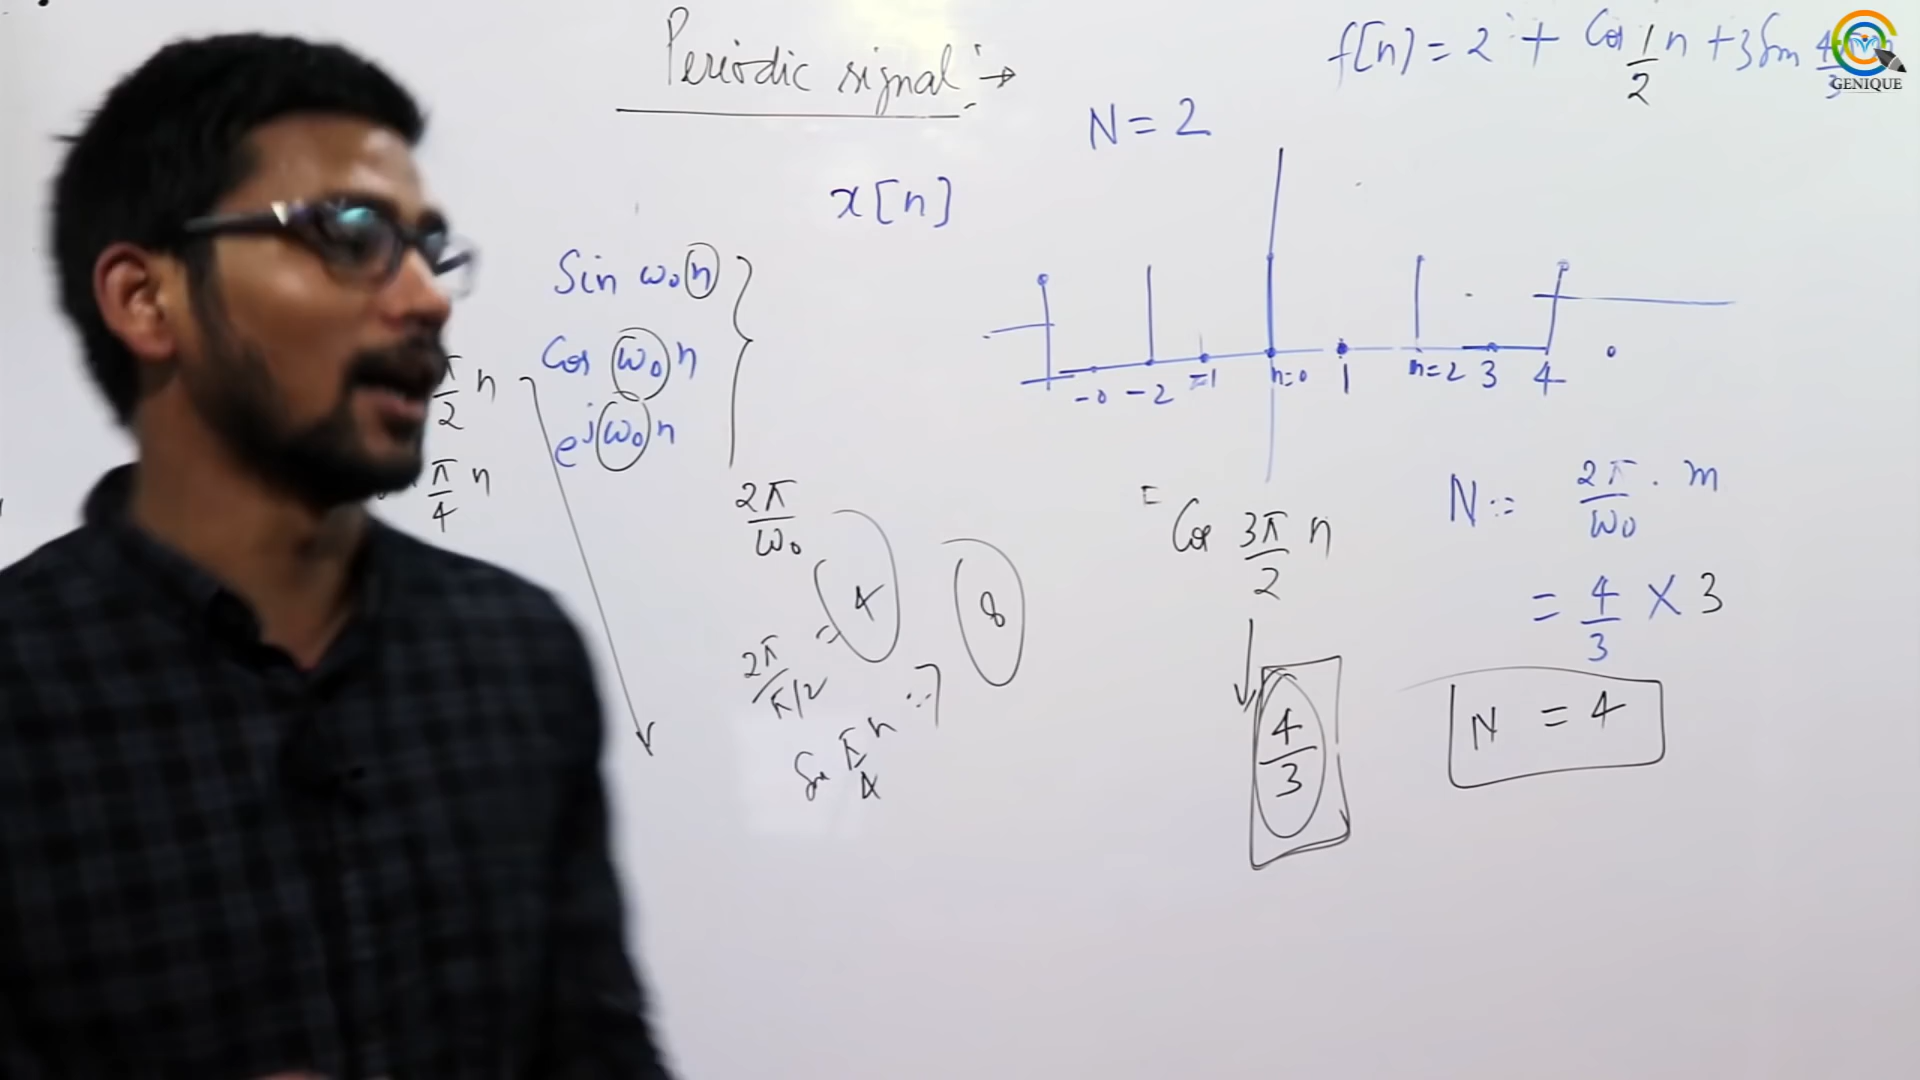 Periodic signal :→
f[n] = 2 + Cos 1/2 n + 3 Sin
GENIQUE
N = 2
x[n]
Sin ω₀n
Cos ω₀n
e^jω₀n
π/2 n
π/4 n
-2 -1 n=0 1 n=2 3 4
2π/ω₀
2π/π/2 = 4
8
Sin π/4 n
= Cos 3π/2 n
4/3
N = 2π/ω₀ . m
= 4/3 × 3
N = 4